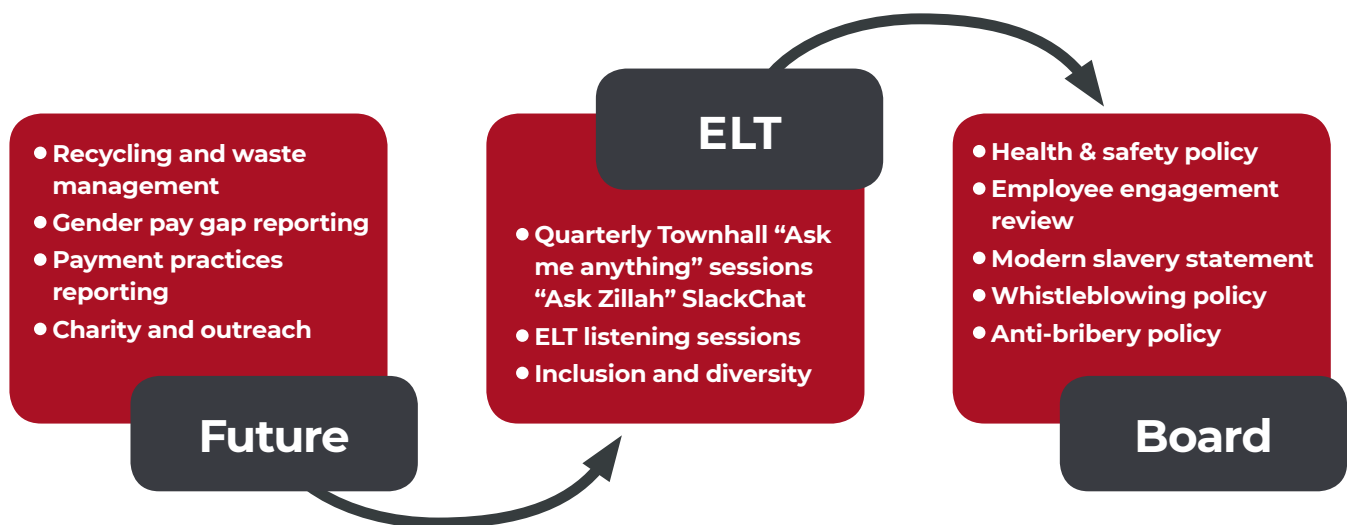 • Recycling and waste
management
• Gender pay gap reporting
• Payment practices
reporting
• Charity and outreach
Future
ELT
• Quarterly Townhall “Ask
me anything” sessions
“Ask Zillah” SlackChat
• ELT listening sessions
• Inclusion and diversity
• Health & safety policy
• Employee engagement
review
• Modern slavery statement
• Whistleblowing policy
• Anti-bribery policy
Board